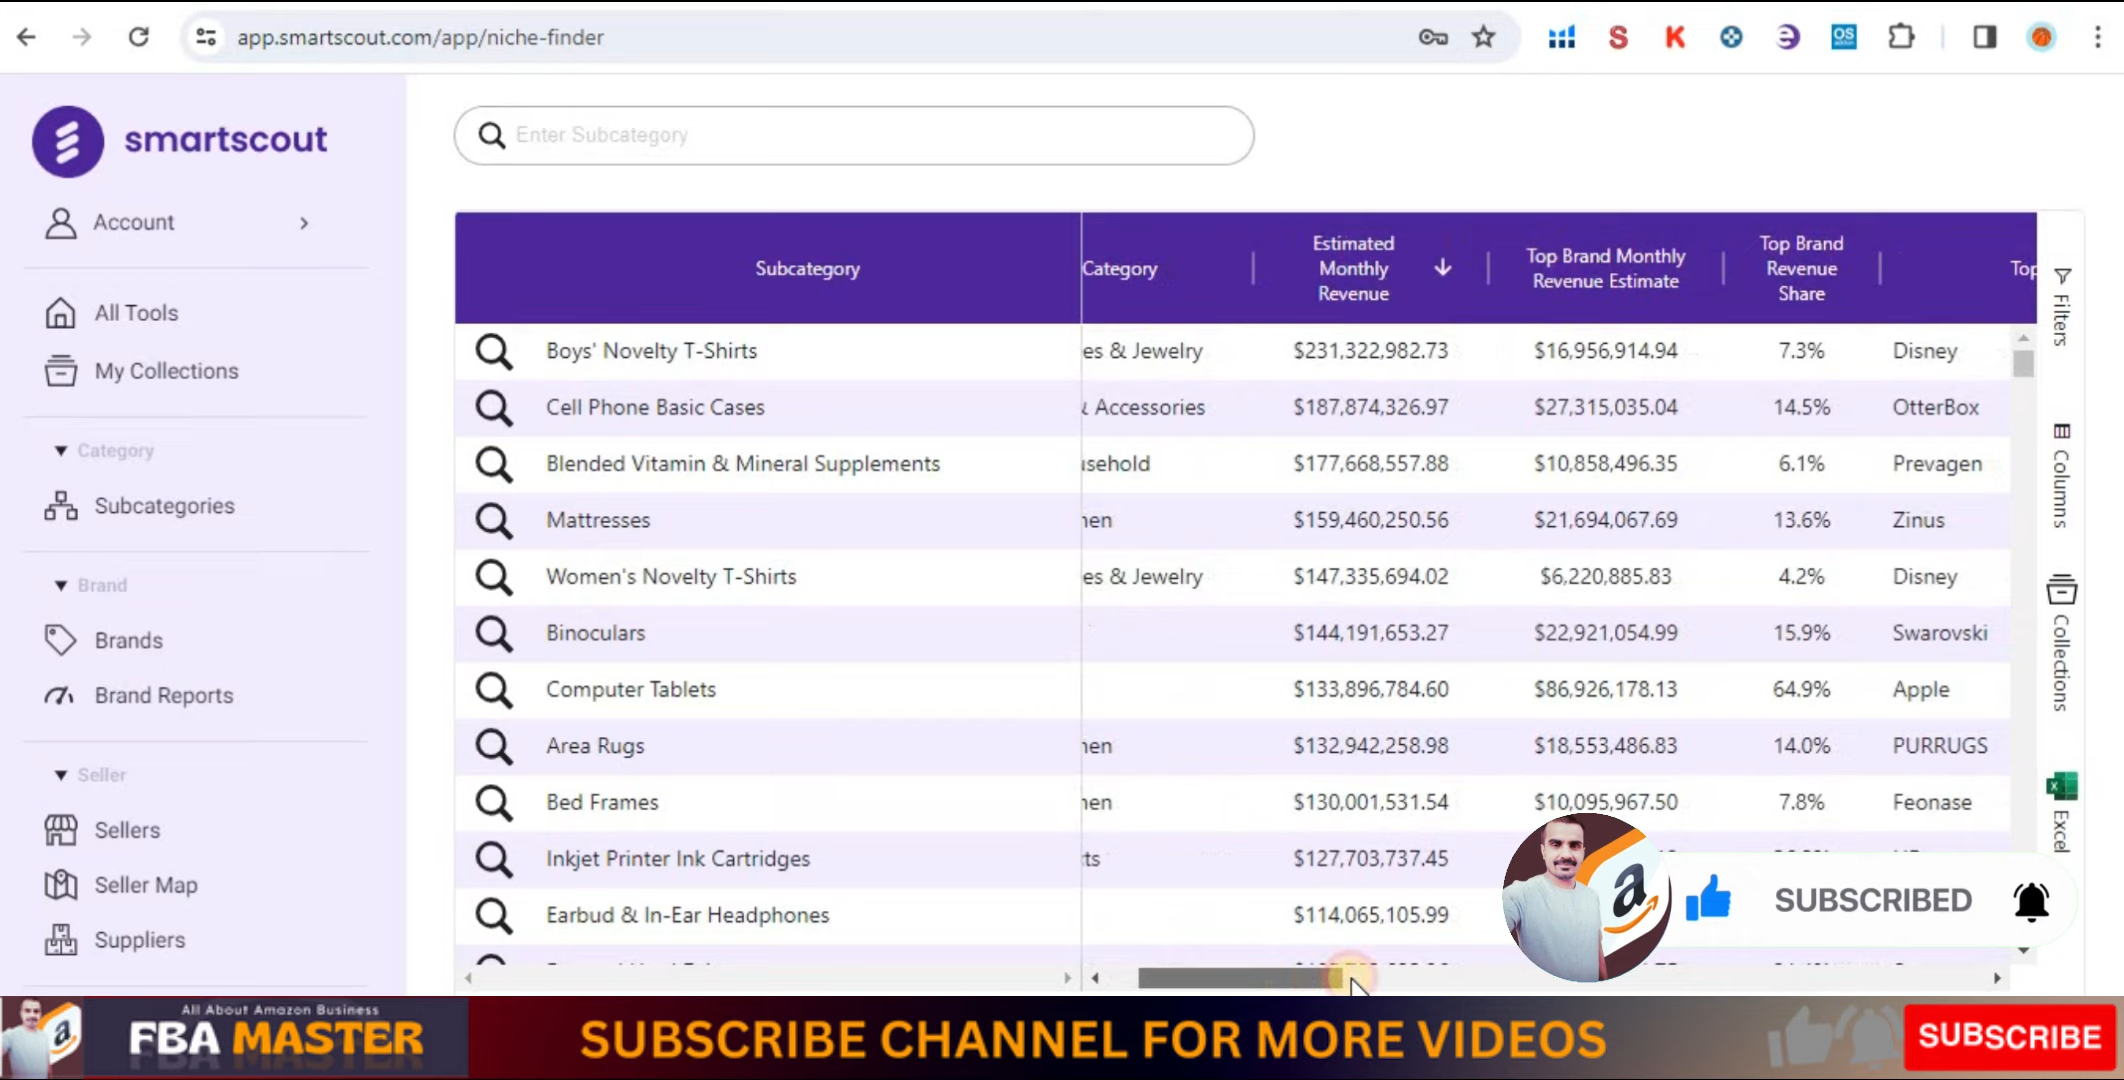 app.smartscout.com/app/niche-finder
S K OS
smartscout
Enter Subcategory
Account
All Tools
My Collections
Category
Subcategories
Brand
Brands
Brand Reports
Seller
Sellers
Seller Map
Suppliers
Subcategory Category Estimated Monthly Revenue Top Brand Monthly Revenue Estimate Top Brand Revenue Share Top
Boys' Novelty T-Shirts es & Jewelry $231,322,982.73 $16,956,914.94 7.3% Disney
Cell Phone Basic Cases & Accessories $187,874,326.97 $27,315,035.04 14.5% OtterBox
Blended Vitamin & Mineral Supplements usehold $177,668,557.88 $10,858,496.35 6.1% Prevagen
Mattresses hen $159,460,250.56 $21,694,067.69 13.6% Zinus
Women's Novelty T-Shirts es & Jewelry $147,335,694.02 $6,220,885.83 4.2% Disney
Binoculars $144,191,653.27 $22,921,054.99 15.9% Swarovski
Computer Tablets $133,896,784.60 $86,926,178.13 64.9% Apple
Area Rugs hen $132,942,258.98 $18,553,486.83 14.0% PURRUGS
Bed Frames hen $130,001,531.54 $10,095,967.50 7.8% Feonase
Inkjet Printer Ink Cartridges cts $127,703,737.45
Earbud & In-Ear Headphones $114,065,105.99
Filters
Columns
Collections
Excel
a
SUBSCRIBED
All About Amazon Business
FBA MASTER
SUBSCRIBE CHANNEL FOR MORE VIDEOS
SUBSCRIBE